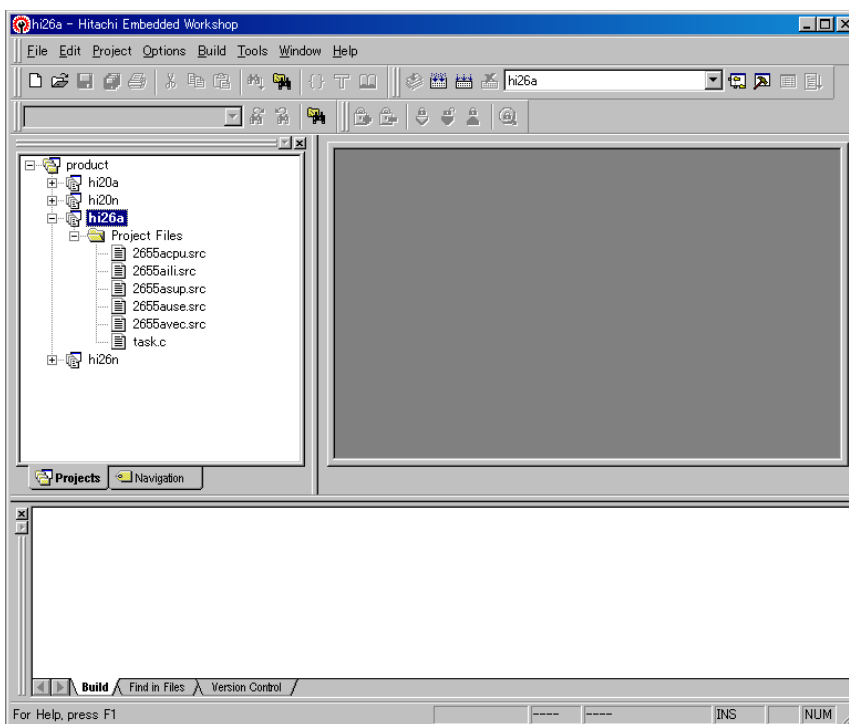 hi26a - Hitachi Embedded Workshop
File Edit Project Options Build Tools Window Help
hi26a
product
hi20a
hi20n
hi26a
Project Files
2655acpu.src
2655aili.src
2655asup.src
2655ause.src
2655avec.src
task.c
hi26n
Projects Navigation
Build Find in Files Version Control
For Help, press F1 ---- ---- INS NUM